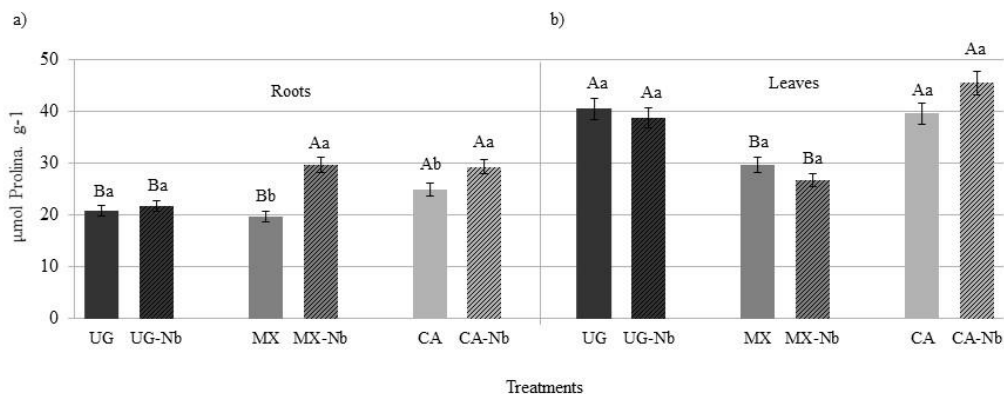 a)
b)
µmol Prolina. g-1
50
40
30
20
10
0
Roots
Leaves
Ba
Ba
Bb
Aa
Ab
Aa
Aa
Aa
Ba
Ba
Aa
Aa
UG UG-Nb MX MX-Nb CA CA-Nb UG UG-Nb MX MX-Nb CA CA-Nb
Treatments